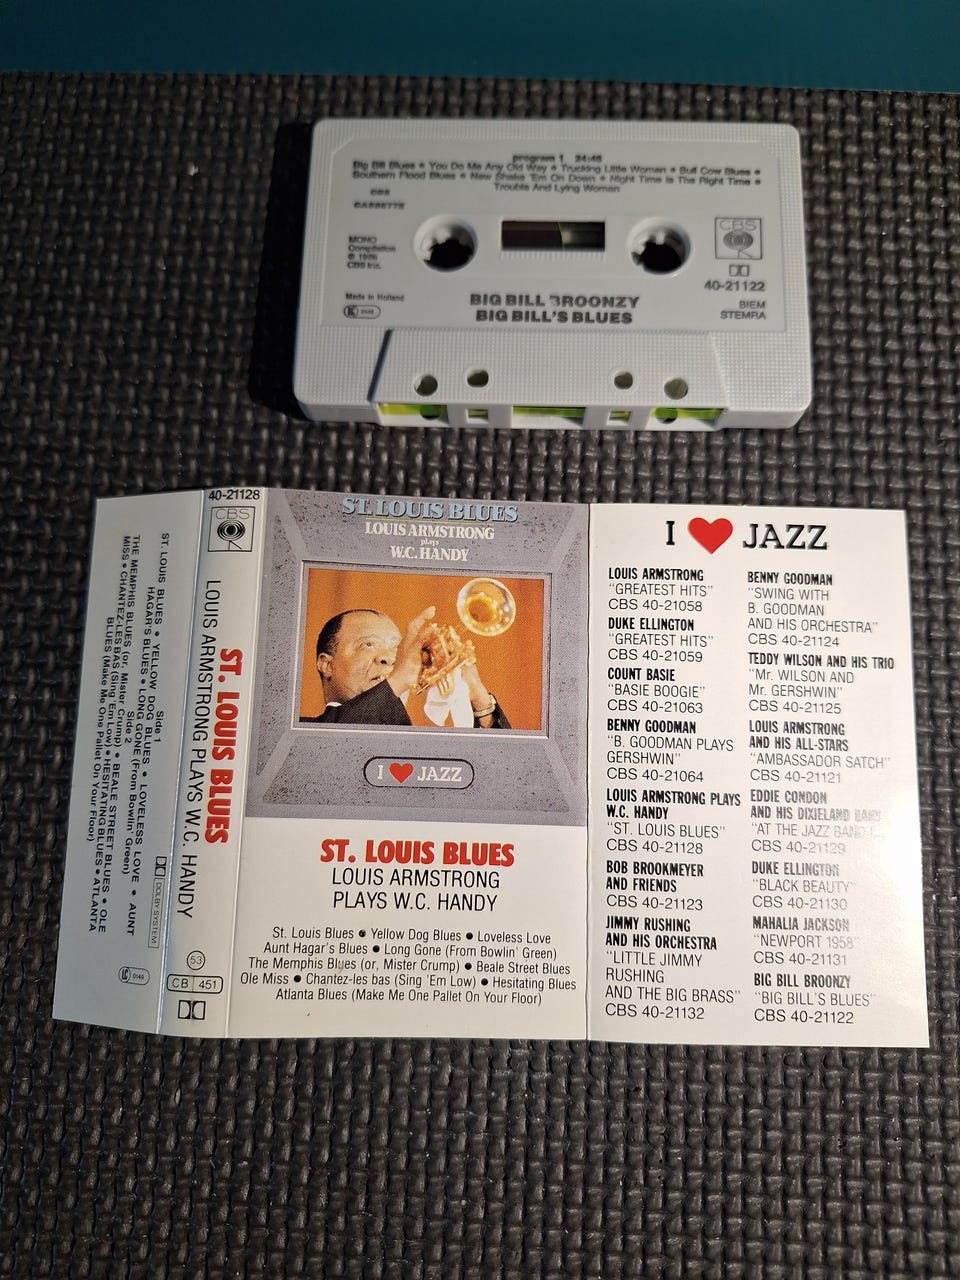 program 1 24:46
Big Bill Blues • You Do Me Any Old Way • Trucking Little Woman • Bull Cow Blues •
Southern Flood Blues • New Shake 'Em On Down • Night Time Is The Right Time •
Trouble And Lying Woman
CBS
CASSETTE
MONO
Compilation
CBS Inc.
Made in Holland
CBS
40-21122
BIEM
STEMRA
BIG BILL BROONZY
BIG BILL'S BLUES
Side 1
ST. LOUIS BLUES • YELLOW DOG BLUES • LOVELESS LOVE • AUNT
HAGAR'S BLUES • LONG GONE (From Bowlin' Green)
Side 2
THE MEMPHIS BLUES (or, Mister Crump) • BEALE STREET BLUES • OLE
MISS • CHANTEZ-LES BAS (Sing 'Em Low) • HESITATING BLUES • ATLANTA
BLUES (Make Me One Pallet On Your Floor)
DOLBY SYSTEM
40-21128
CBS
ST. LOUIS BLUES
LOUIS ARMSTRONG PLAYS W.C. HANDY
53
CB 451
ST. LOUIS BLUES
LOUIS ARMSTRONG
plays
W.C. HANDY
I ❤ JAZZ
ST. LOUIS BLUES
LOUIS ARMSTRONG
PLAYS W.C. HANDY
St. Louis Blues • Yellow Dog Blues • Loveless Love
Aunt Hagar's Blues • Long Gone (From Bowlin' Green)
The Memphis Blues (or, Mister Crump) • Beale Street Blues
Ole Miss • Chantez-les bas (Sing 'Em Low) • Hesitating Blues
Atlanta Blues (Make Me One Pallet On Your Floor)
I ❤ JAZZ
LOUIS ARMSTRONG
"GREATEST HITS"
CBS 40-21058
DUKE ELLINGTON
"GREATEST HITS"
CBS 40-21059
COUNT BASIE
"BASIE BOOGIE"
CBS 40-21063
BENNY GOODMAN
"B. GOODMAN PLAYS
GERSHWIN"
CBS 40-21064
LOUIS ARMSTRONG PLAYS
W.C. HANDY
"ST. LOUIS BLUES"
CBS 40-21128
BOB BROOKMEYER
AND FRIENDS
CBS 40-21123
JIMMY RUSHING
AND HIS ORCHESTRA
"LITTLE JIMMY
RUSHING
AND THE BIG BRASS"
CBS 40-21132
BENNY GOODMAN
"SWING WITH
B. GOODMAN
AND HIS ORCHESTRA"
CBS 40-21124
TEDDY WILSON AND HIS TRIO
"Mr. WILSON AND
Mr. GERSHWIN"
CBS 40-21125
LOUIS ARMSTRONG
AND HIS ALL-STARS
"AMBASSADOR SATCH"
CBS 40-21121
EDDIE CONDON
AND HIS DIXIELAND BAND
"AT THE JAZZ BAND
CBS 40-21129
DUKE ELLINGTON
"BLACK BEAUTY"
CBS 40-21130
MAHALIA JACKSON
"NEWPORT 1958"
CBS 40-21131
BIG BILL BROONZY
"BIG BILL'S BLUES"
CBS 40-21122